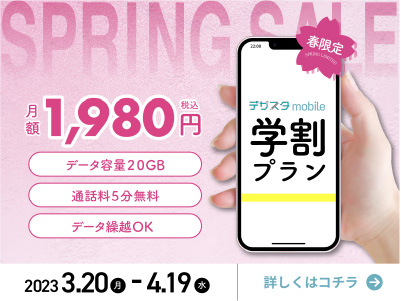 SPRING SALE
春限定
SPRING LIMITED
22:00
デジスタmobile
学割
プラン
月額1,980円
税込
データ容量20GB
通話料5分無料
データ繰越OK
2023 3.20月 - 4.19水
詳しくはコチラ